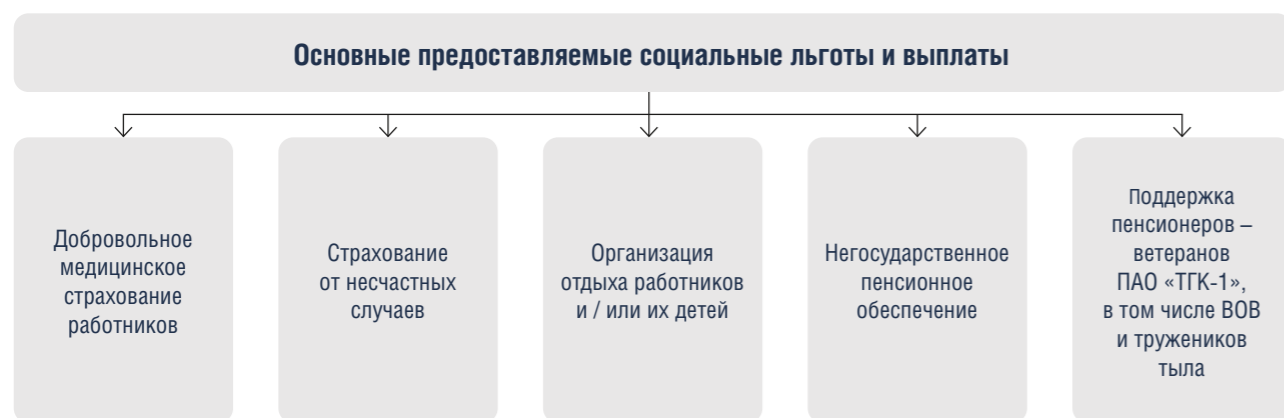 Основные предоставляемые социальные льготы и выплаты
Добровольное
медицинское
страхование
работников
Страхование
от несчастных
случаев
Организация
отдыха работников
и / или их детей
Негосударственное
пенсионное
обеспечение
Поддержка
пенсионеров –
ветеранов
ПАО «ТГК-1»,
в том числе ВОВ
и тружеников
тыла